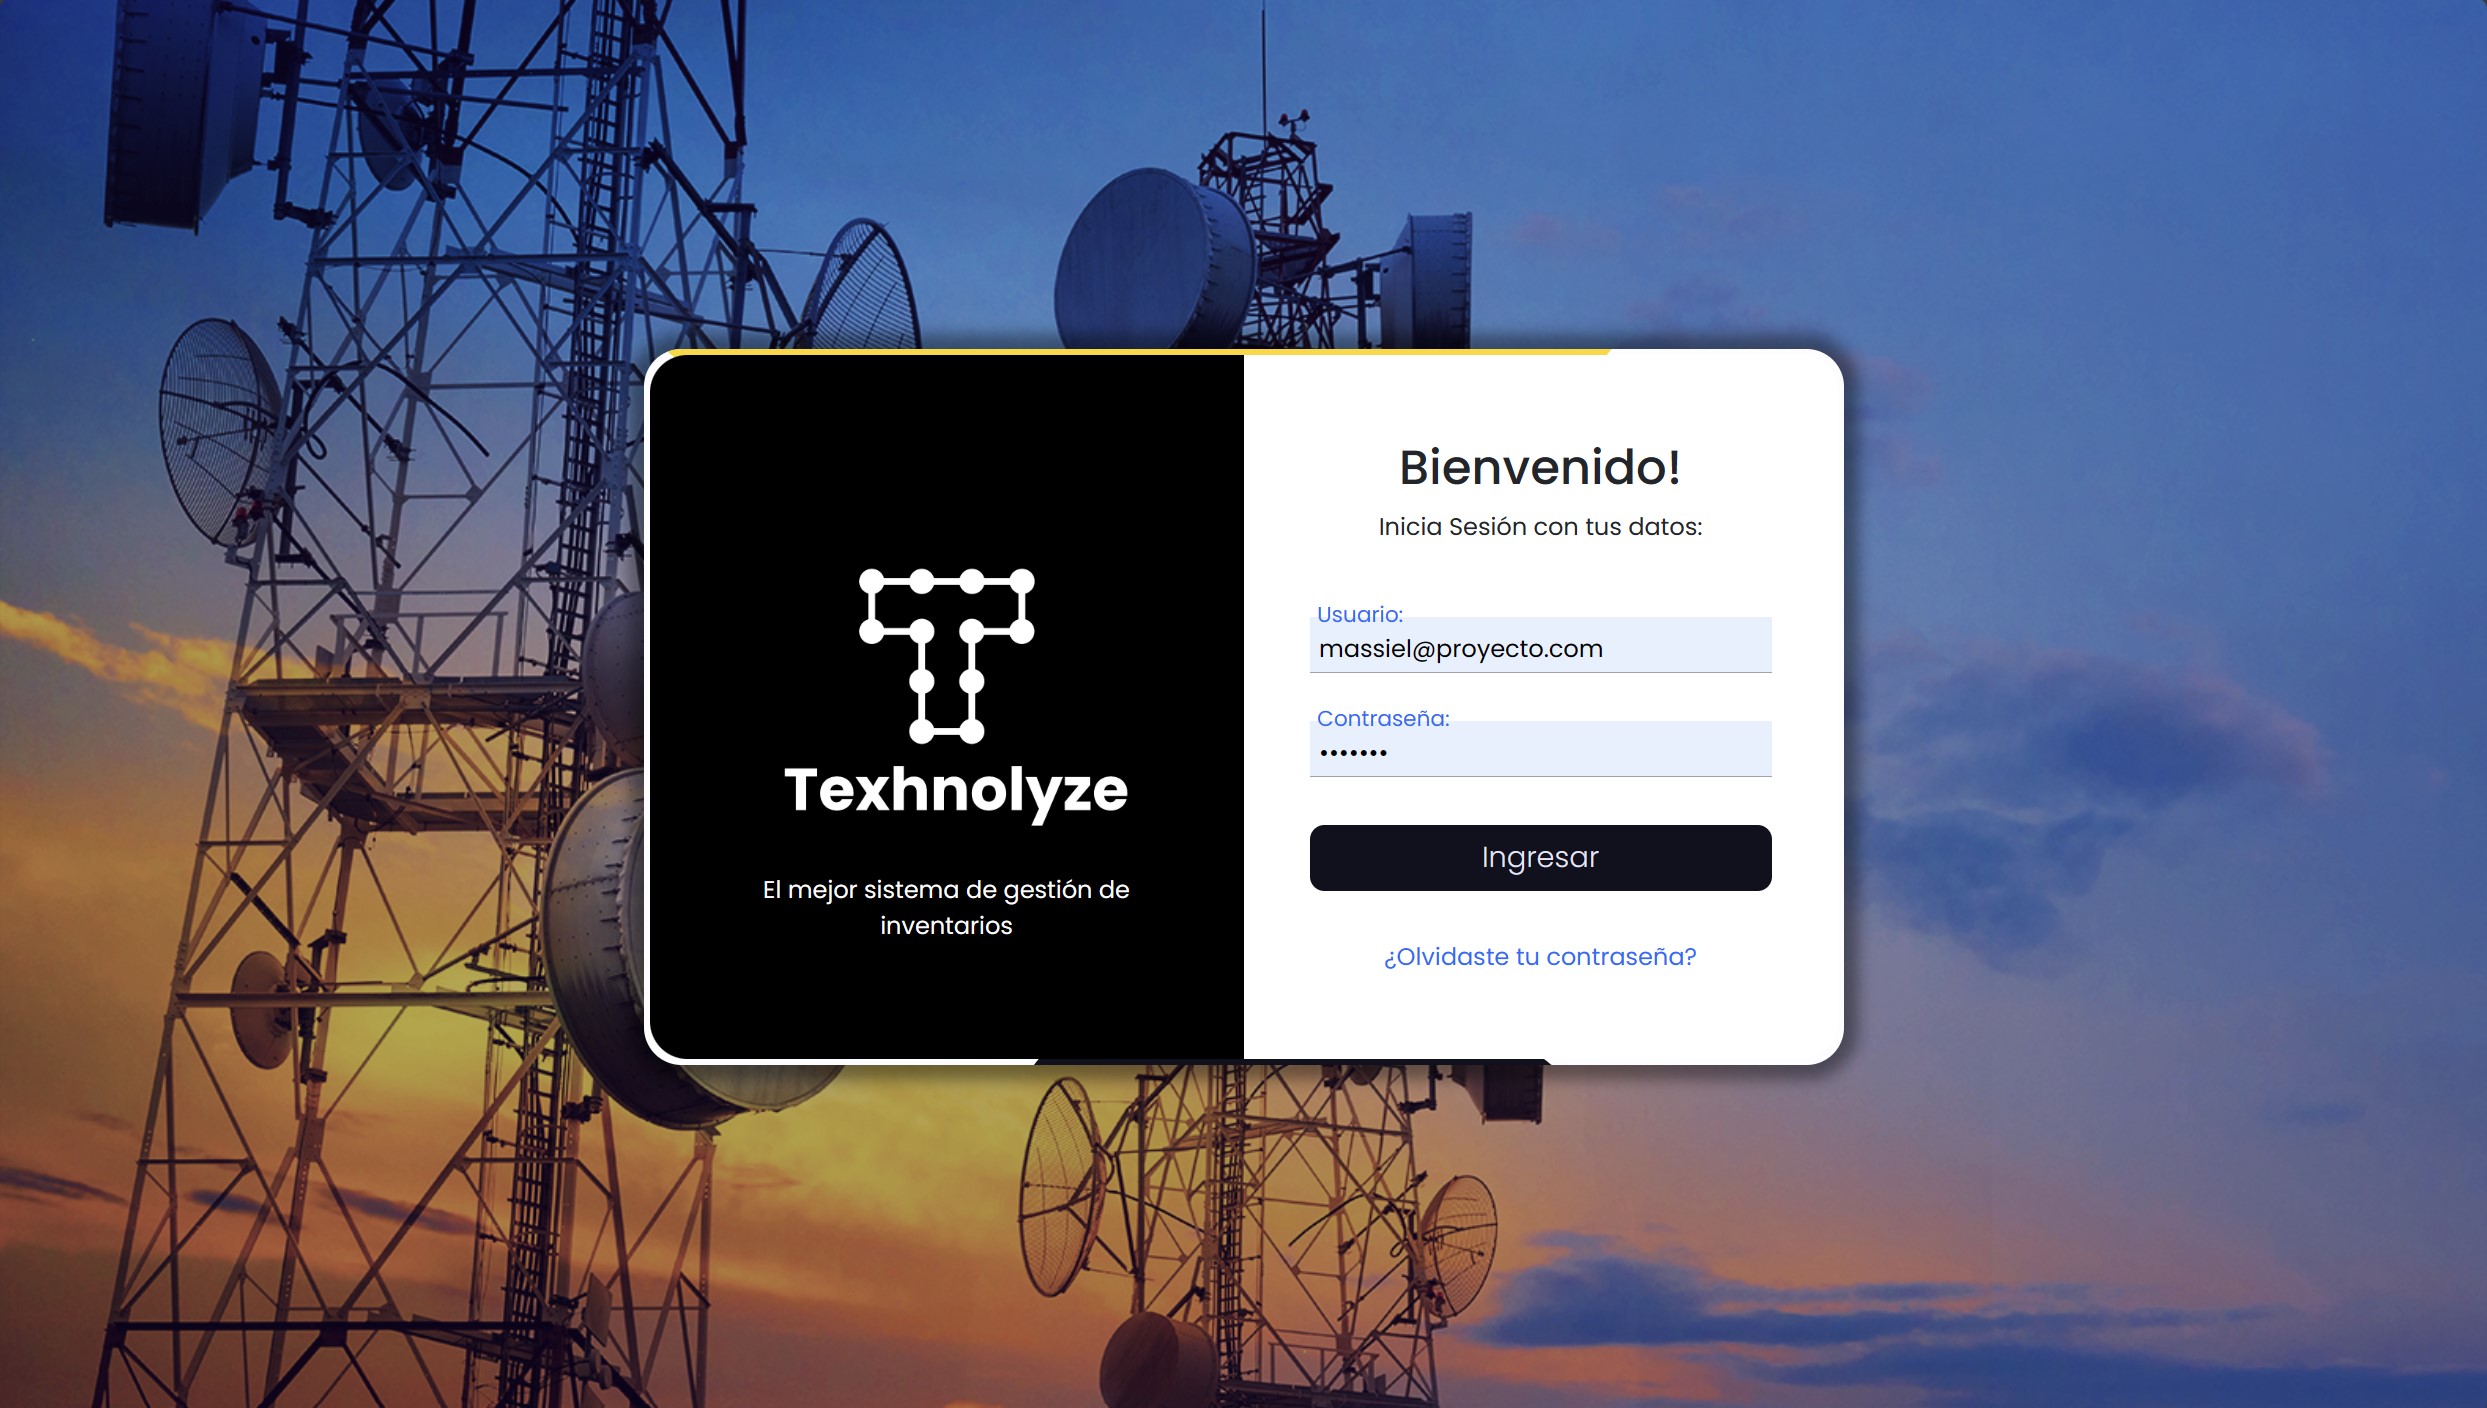 Texhnolyze
El mejor sistema de gestión de
inventarios
Bienvenido!
Inicia Sesión con tus datos:
Usuario:
massiel@proyecto.com
Contraseña:
•••••••
Ingresar
¿Olvidaste tu contraseña?